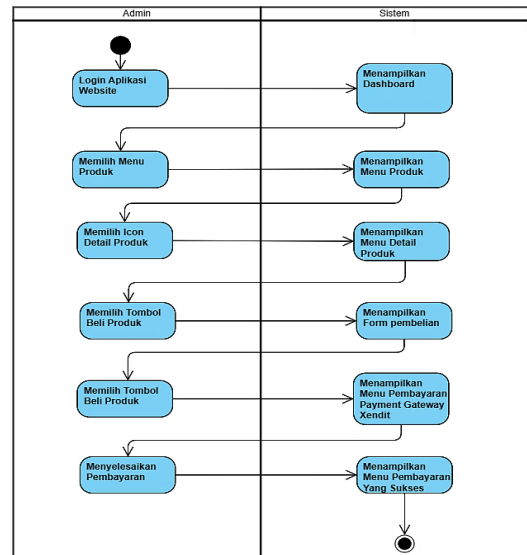 Admin
Sistem
Login Aplikasi
Website
Menampilkan
Dashboard
Memilih Menu
Produk
Menampilkan
Menu Produk
Memilih Icon
Detail Produk
Menampilkan
Menu Detail
Produk
Memilih Tombol
Beli Produk
Menampilkan
Form pembelian
Memilih Tombol
Beli Produk
Menampilkan
Menu Pembayaran
Payment Gateway
Xendit
Menyelesaikan
Pembayaran
Menampilkan
Menu Pembayaran
Yang Sukses